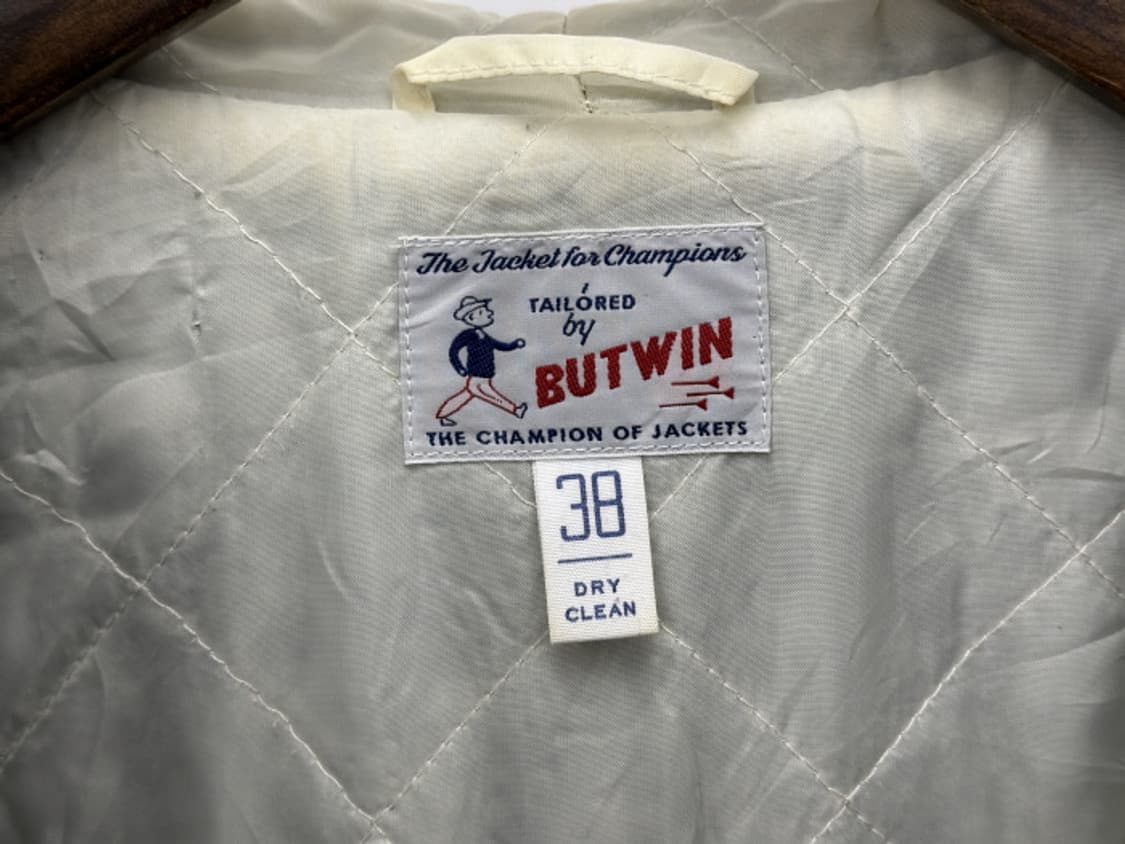 The Jacket for Champions
TAILORED
by
BUTWIN
THE CHAMPION OF JACKETS
38
DRY
CLEAN